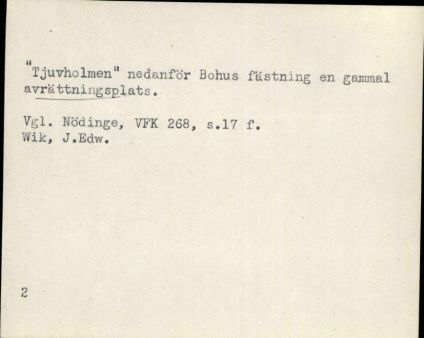 "Tjuvholmen" nedanför Bohus fästning en gammal
avrättningsplats.
Vgl. Nödinge, VFK 268, s.17 f.
Wik, J.Edw.
2